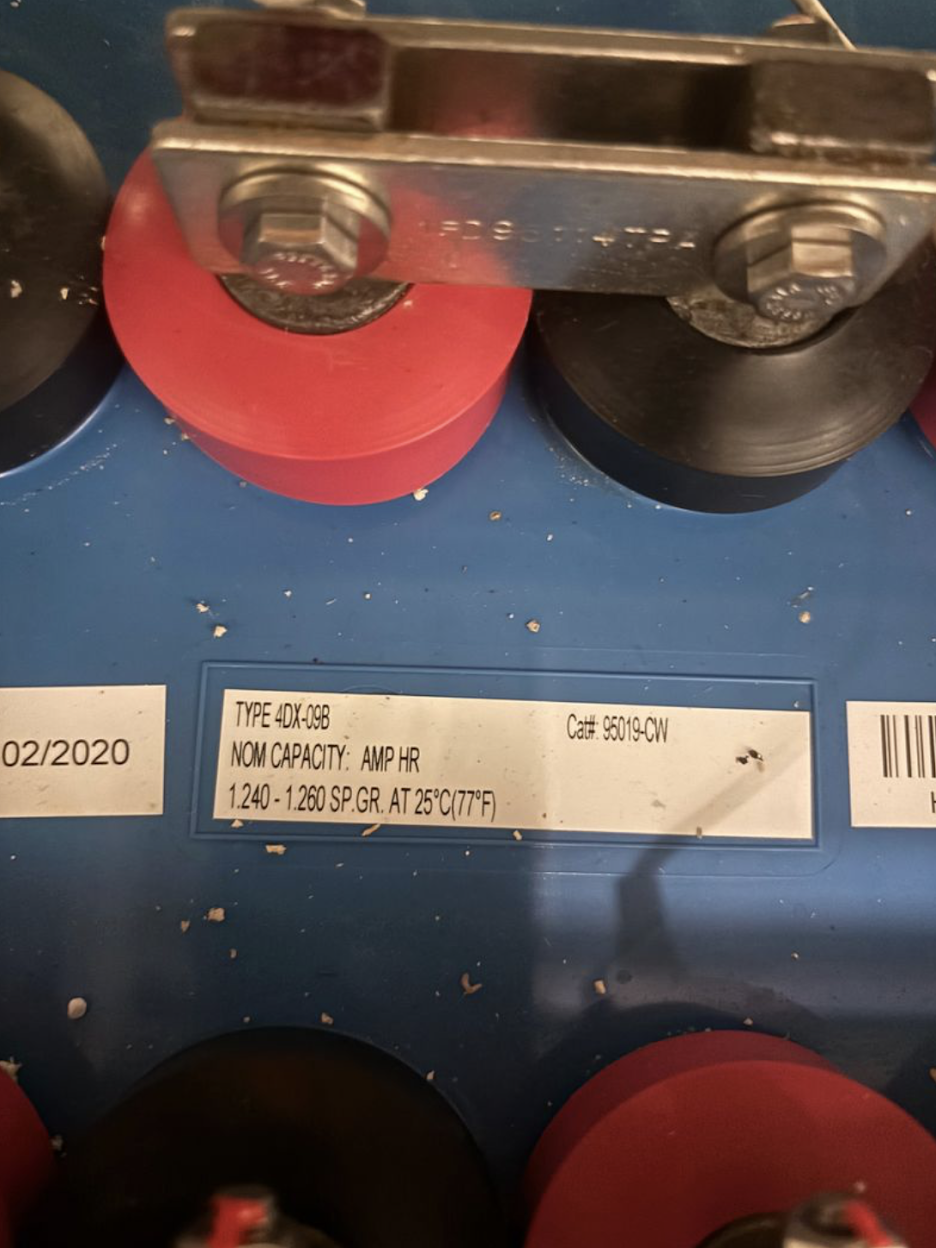 02/2020
TYPE 4DX-09B
Cat#: 95019-CW
NOM CAPACITY: AMP HR
1.240 - 1.260 SP.GR. AT 25°C(77°F)
H